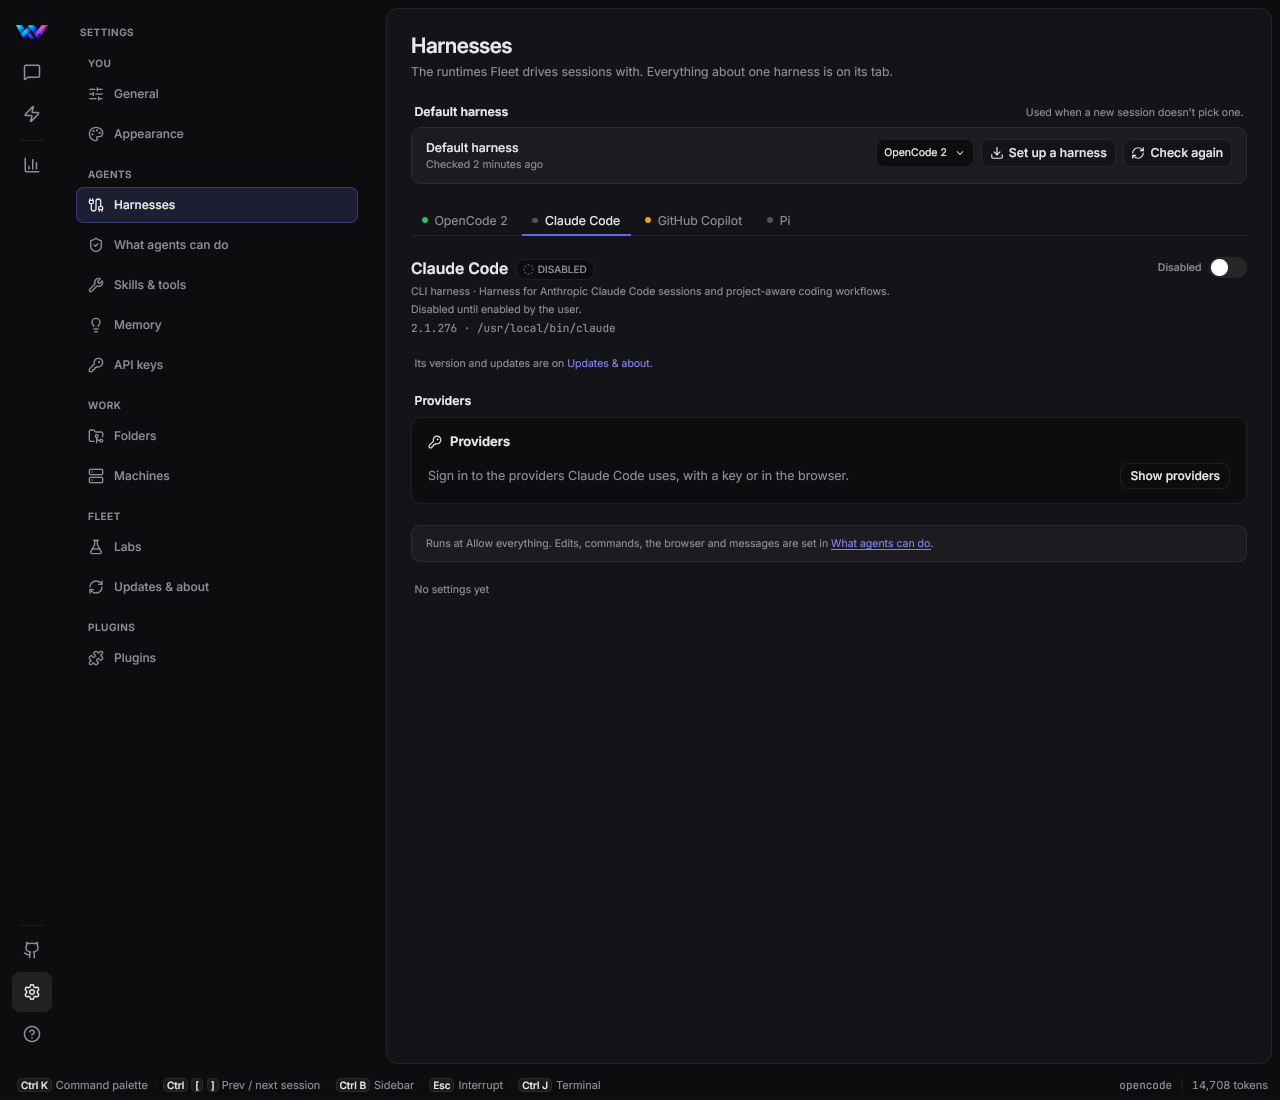 SETTINGS
YOU
General
Appearance
AGENTS
Harnesses
What agents can do
Skills & tools
Memory
API keys
WORK
Folders
Machines
FLEET
Labs
Updates & about
PLUGINS
Plugins
Harnesses
The runtimes Fleet drives sessions with. Everything about one harness is on its tab.
Default harness
Used when a new session doesn't pick one.
Default harness
Checked 2 minutes ago
OpenCode 2
Set up a harness
Check again
OpenCode 2
Claude Code
GitHub Copilot
Pi
Claude Code
DISABLED
Disabled
CLI harness · Harness for Anthropic Claude Code sessions and project-aware coding workflows.
Disabled until enabled by the user.
2.1.276 · /usr/local/bin/claude
Its version and updates are on Updates & about.
Providers
Providers
Sign in to the providers Claude Code uses, with a key or in the browser.
Show providers
Runs at Allow everything. Edits, commands, the browser and messages are set in What agents can do.
No settings yet
Ctrl K Command palette · Ctrl [ ] Prev / next session · Ctrl B Sidebar · Esc Interrupt · Ctrl J Terminal
opencode
14,708 tokens